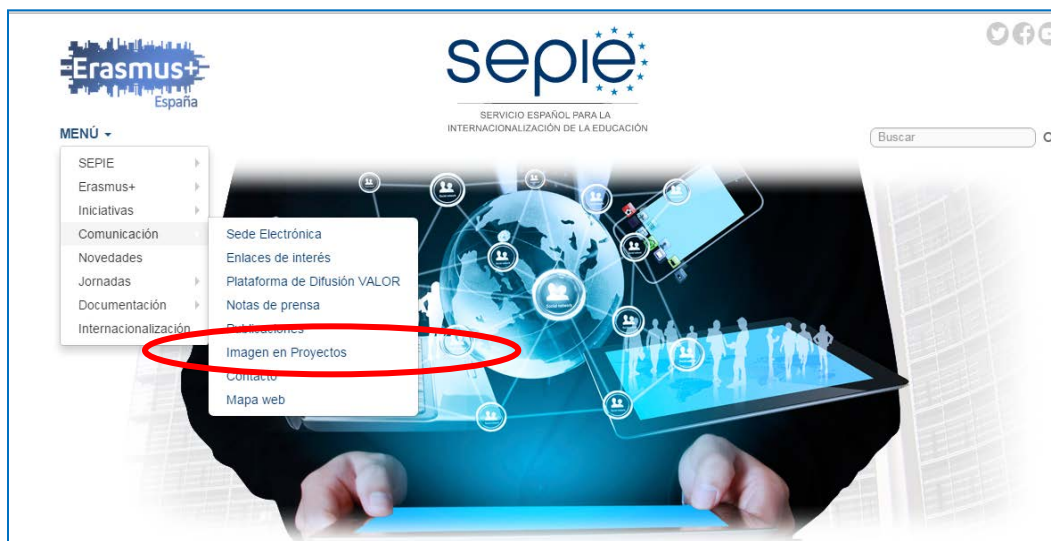 Erasmus+
España
sepie
SERVICIO ESPAÑOL PARA LA
INTERNACIONALIZACIÓN DE LA EDUCACIÓN
MENÚ
Buscar
SEPIE
Erasmus+
Iniciativas
Comunicación
Novedades
Jornadas
Documentación
Internacionalización
Sede Electrónica
Enlaces de interés
Plataforma de Difusión VALOR
Notas de prensa
Publicaciones
Imagen en Proyectos
Contacto
Mapa web
Social network